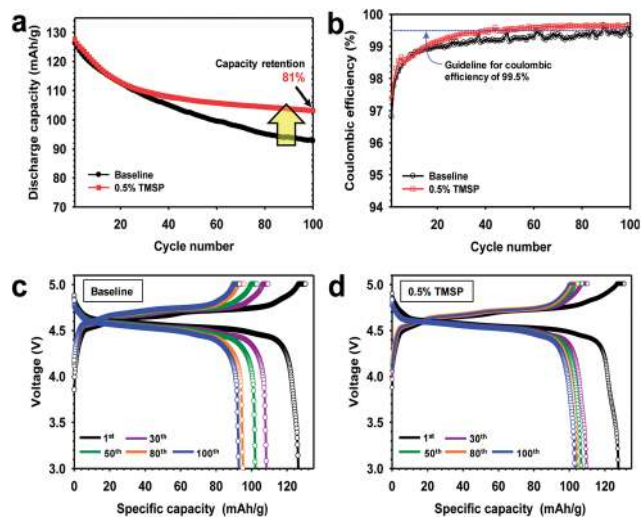 a
Discharge capacity (mAh/g)
130
120
110
100
90
80
70
Capacity retention
81%
Baseline
0.5% TMSP
0 20 40 60 80 100
Cycle number
b
Coulombic efficiency (%)
100
99
98
97
96
95
94
Guideline for coulombic
efficiency of 99.5%
Baseline
0.5% TMSP
0 20 40 60 80 100
Cycle number
c
Baseline
Voltage (V)
5.0
4.5
4.0
3.5
3.0
1st 30th
50th 80th 100th
0 20 40 60 80 100 120
Specific capacity (mAh/g)
d
0.5% TMSP
Voltage (V)
5.0
4.5
4.0
3.5
3.0
1st 30th
50th 80th 100th
0 20 40 60 80 100 120
Specific capacity (mAh/g)